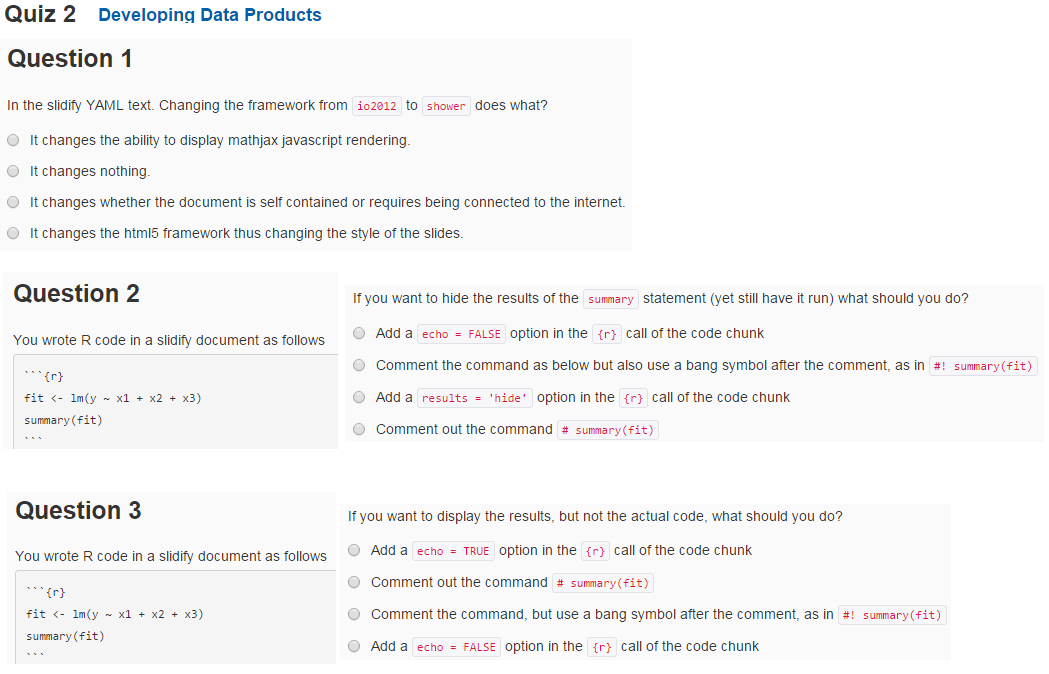 Quiz 2 Developing Data Products
Question 1
In the slidify YAML text. Changing the framework from io2012 to shower does what?
It changes the ability to display mathjax javascript rendering.
It changes nothing.
It changes whether the document is self contained or requires being connected to the internet.
It changes the html5 framework thus changing the style of the slides.
Question 2
You wrote R code in a slidify document as follows
```{r}
fit <- lm(y ~ x1 + x2 + x3)
summary(fit)
```
If you want to hide the results of the summary statement (yet still have it run) what should you do?
Add a echo = FALSE option in the {r} call of the code chunk
Comment the command as below but also use a bang symbol after the comment, as in #! summary(fit)
Add a results = 'hide' option in the {r} call of the code chunk
Comment out the command # summary(fit)
Question 3
You wrote R code in a slidify document as follows
```{r}
fit <- lm(y ~ x1 + x2 + x3)
summary(fit)
```
If you want to display the results, but not the actual code, what should you do?
Add a echo = TRUE option in the {r} call of the code chunk
Comment out the command # summary(fit)
Comment the command, but use a bang symbol after the comment, as in #! summary(fit)
Add a echo = FALSE option in the {r} call of the code chunk